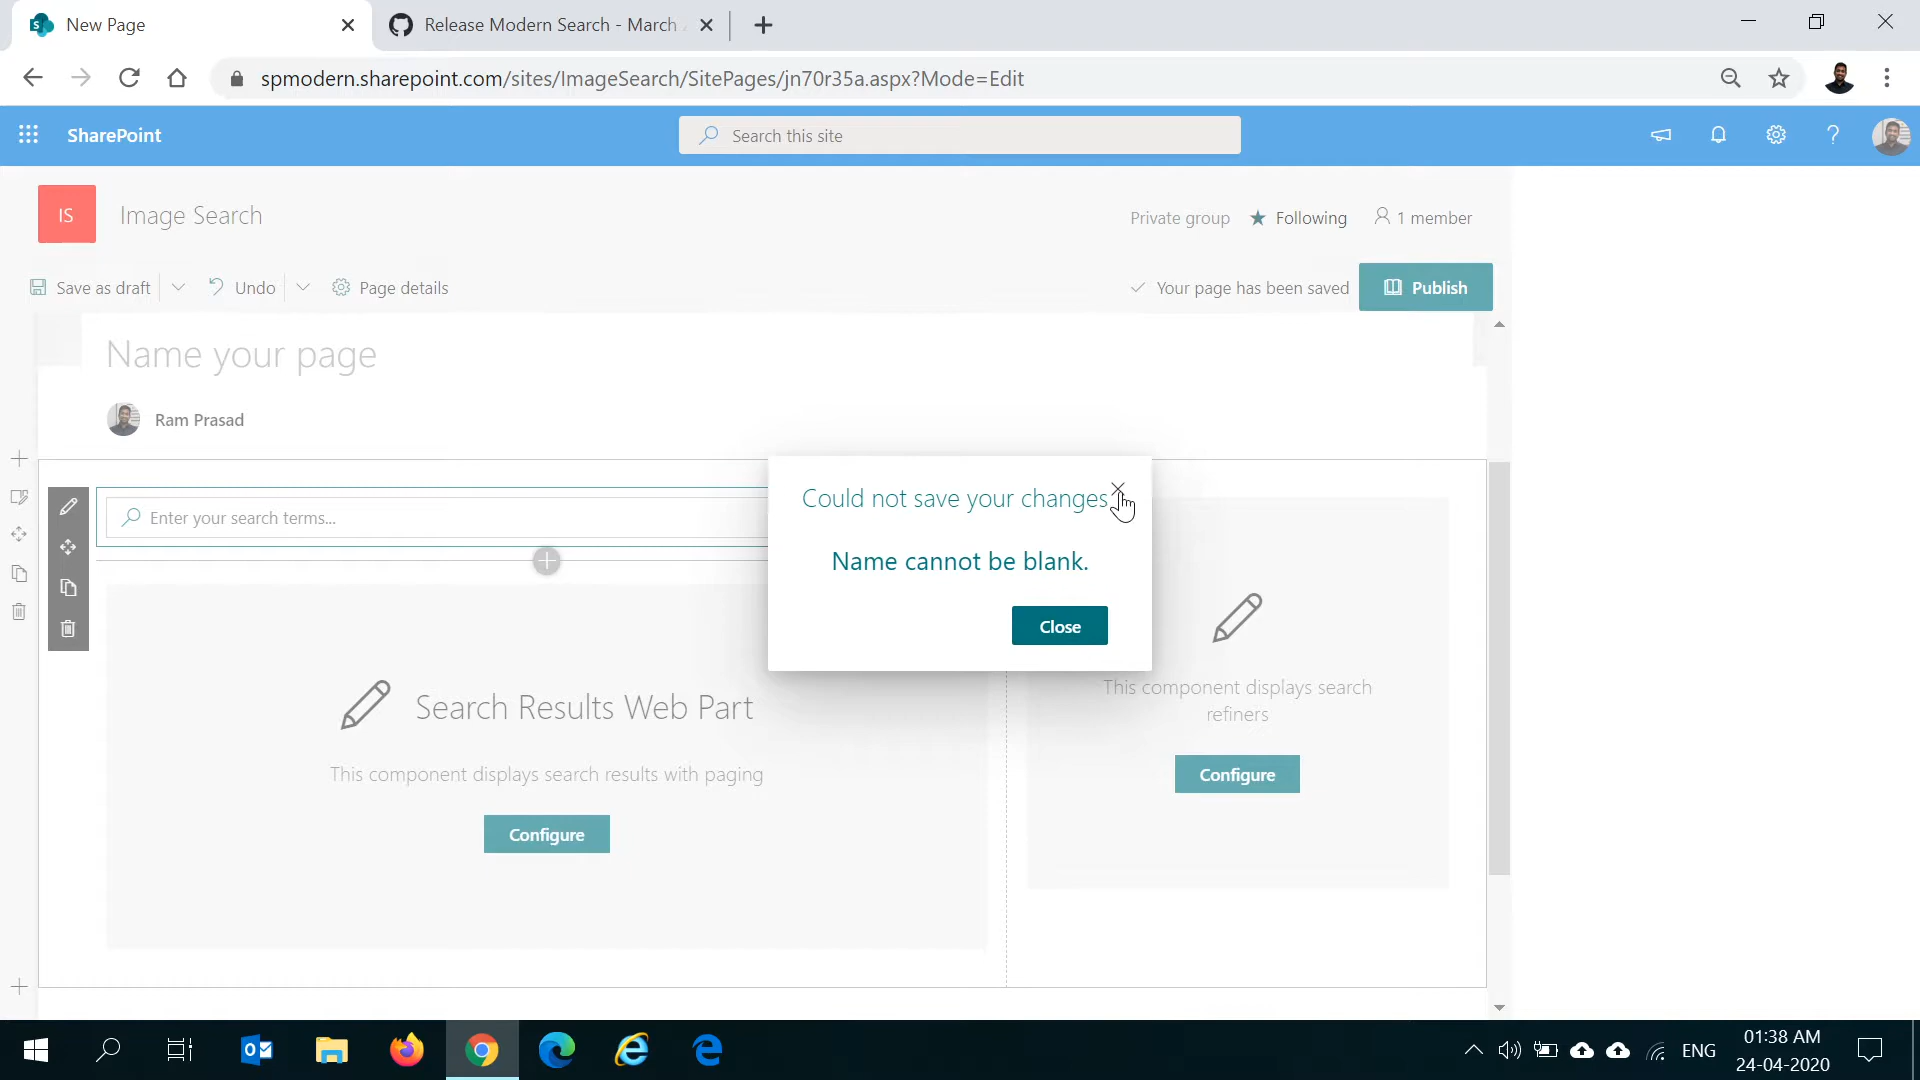 New Page
Release Modern Search - March
spmodern.sharepoint.com/sites/ImageSearch/SitePages/jn70r35a.aspx?Mode=Edit
SharePoint
Search this site
IS
Image Search
Private group
Following
1 member
Save as draft
Undo
Page details
Your page has been saved
Publish
Name your page
Ram Prasad
Enter your search terms...
Could not save your changes
Name cannot be blank.
Close
Search Results Web Part
This component displays search results with paging
Configure
This component displays search
refiners
Configure
ENG
01:38 AM
24-04-2020